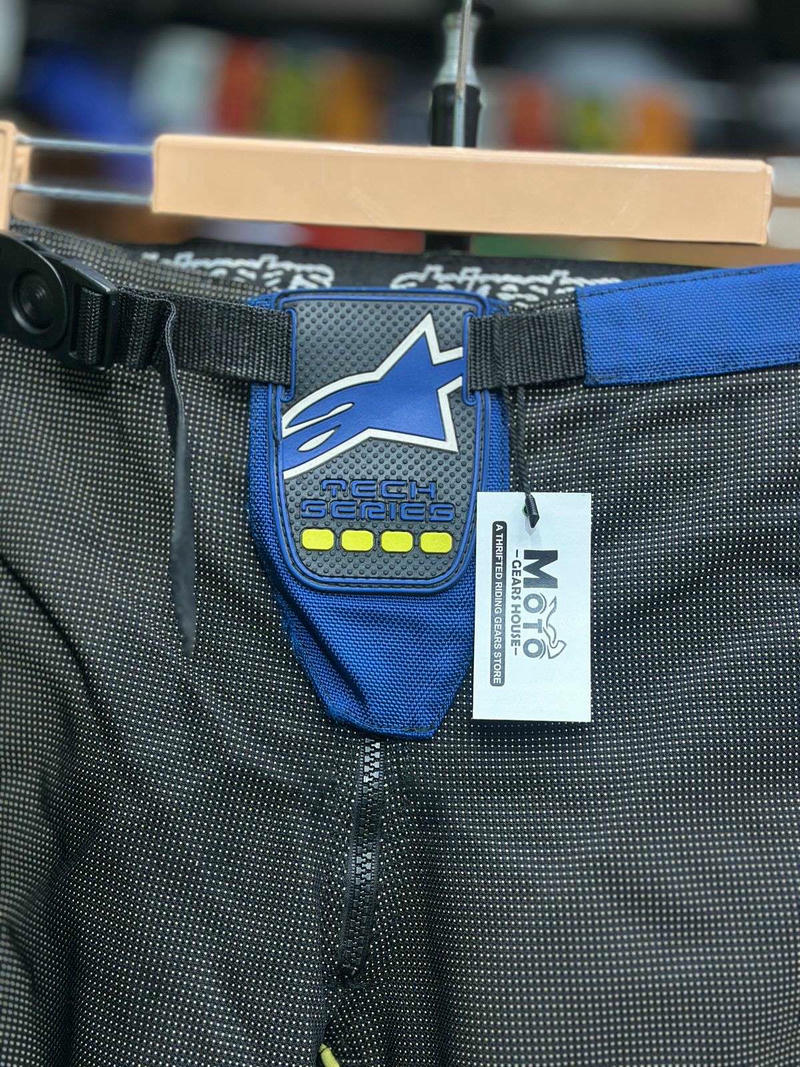 TECH
SERIES
MOTO
-GEARS HOUSE-
A THRIFTED RIDING GEARS STORE